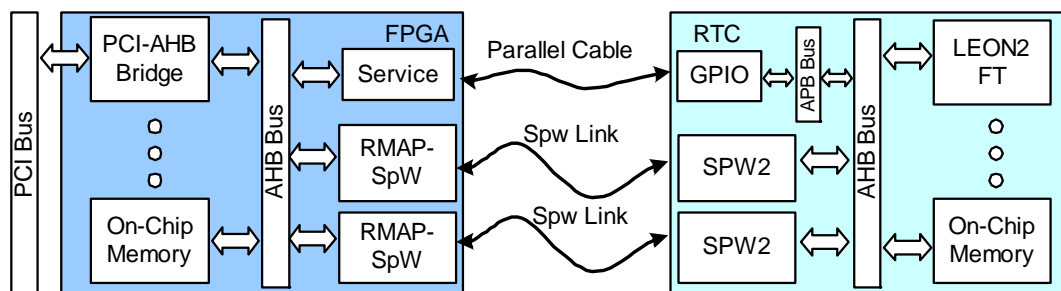 PCI Bus
FPGA
PCI-AHB
Bridge
AHB Bus
Service
RMAP-
SpW
On-Chip
Memory
RMAP-
SpW
Parallel Cable
Spw Link
Spw Link
RTC
GPIO
APB Bus
AHB Bus
LEON2
FT
SPW2
SPW2
On-Chip
Memory